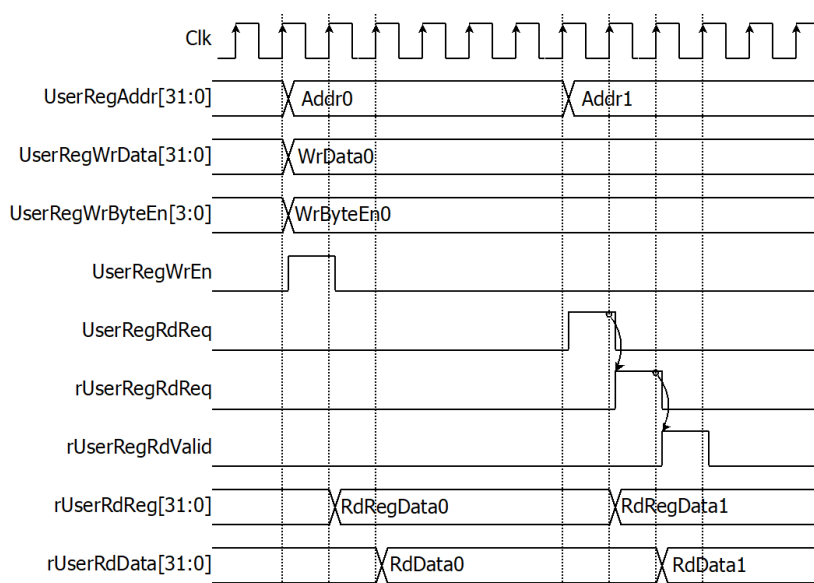 Clk
UserRegAddr[31:0] Addr0 Addr1
UserRegWrData[31:0] WrData0
UserRegWrByteEn[3:0] WrByteEn0
UserRegWrEn
UserRegRdReq
rUserRegRdReq
rUserRegRdValid
rUserRdReg[31:0] RdRegData0 RdRegData1
rUserRdData[31:0] RdData0 RdData1